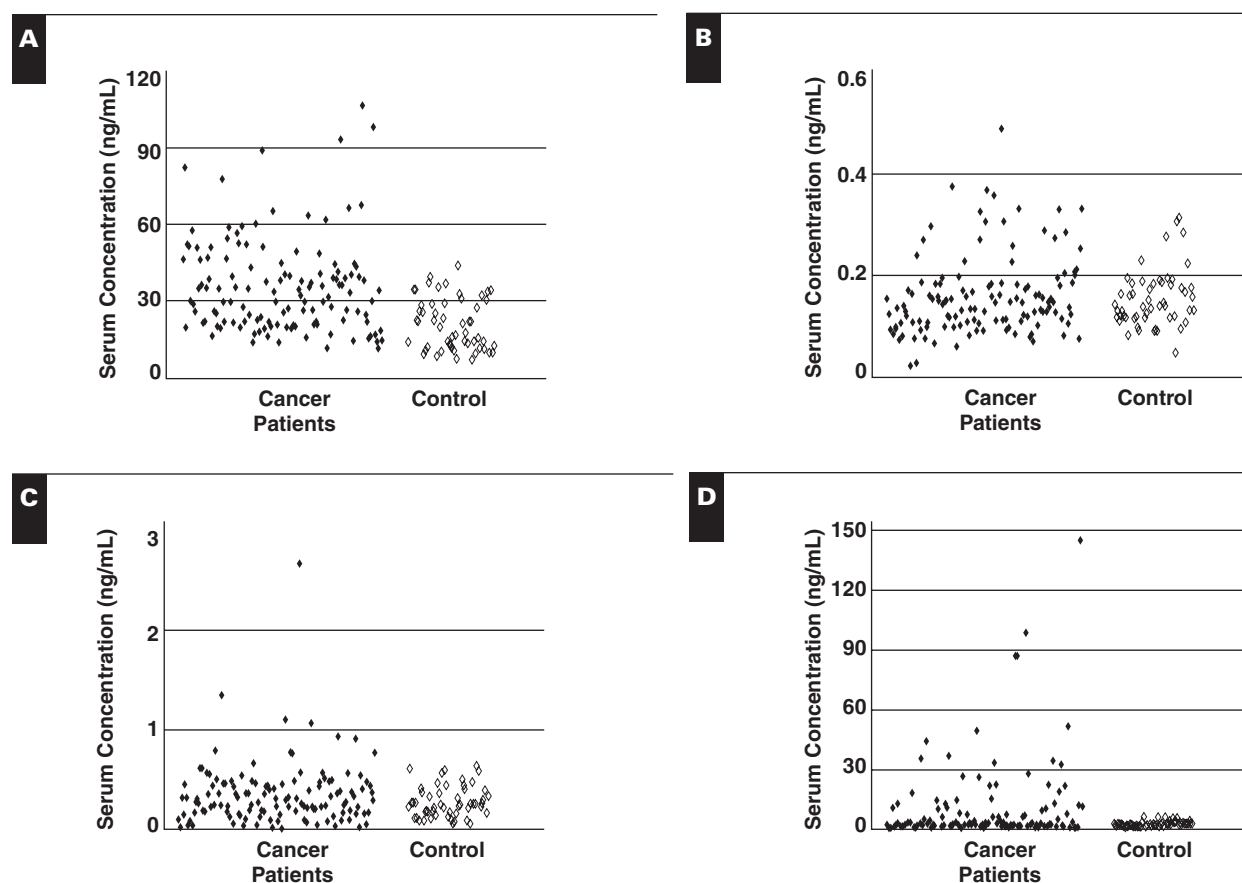 A
Serum Concentration (ng/mL)
120
90
60
30
0
Cancer
Patients
Control
B
Serum Concentration (ng/mL)
0.6
0.4
0.2
0
Cancer
Patients
Control
C
Serum Concentration (ng/mL)
3
2
1
0
Cancer
Patients
Control
D
Serum Concentration (ng/mL)
150
120
90
60
30
0
Cancer
Patients
Control